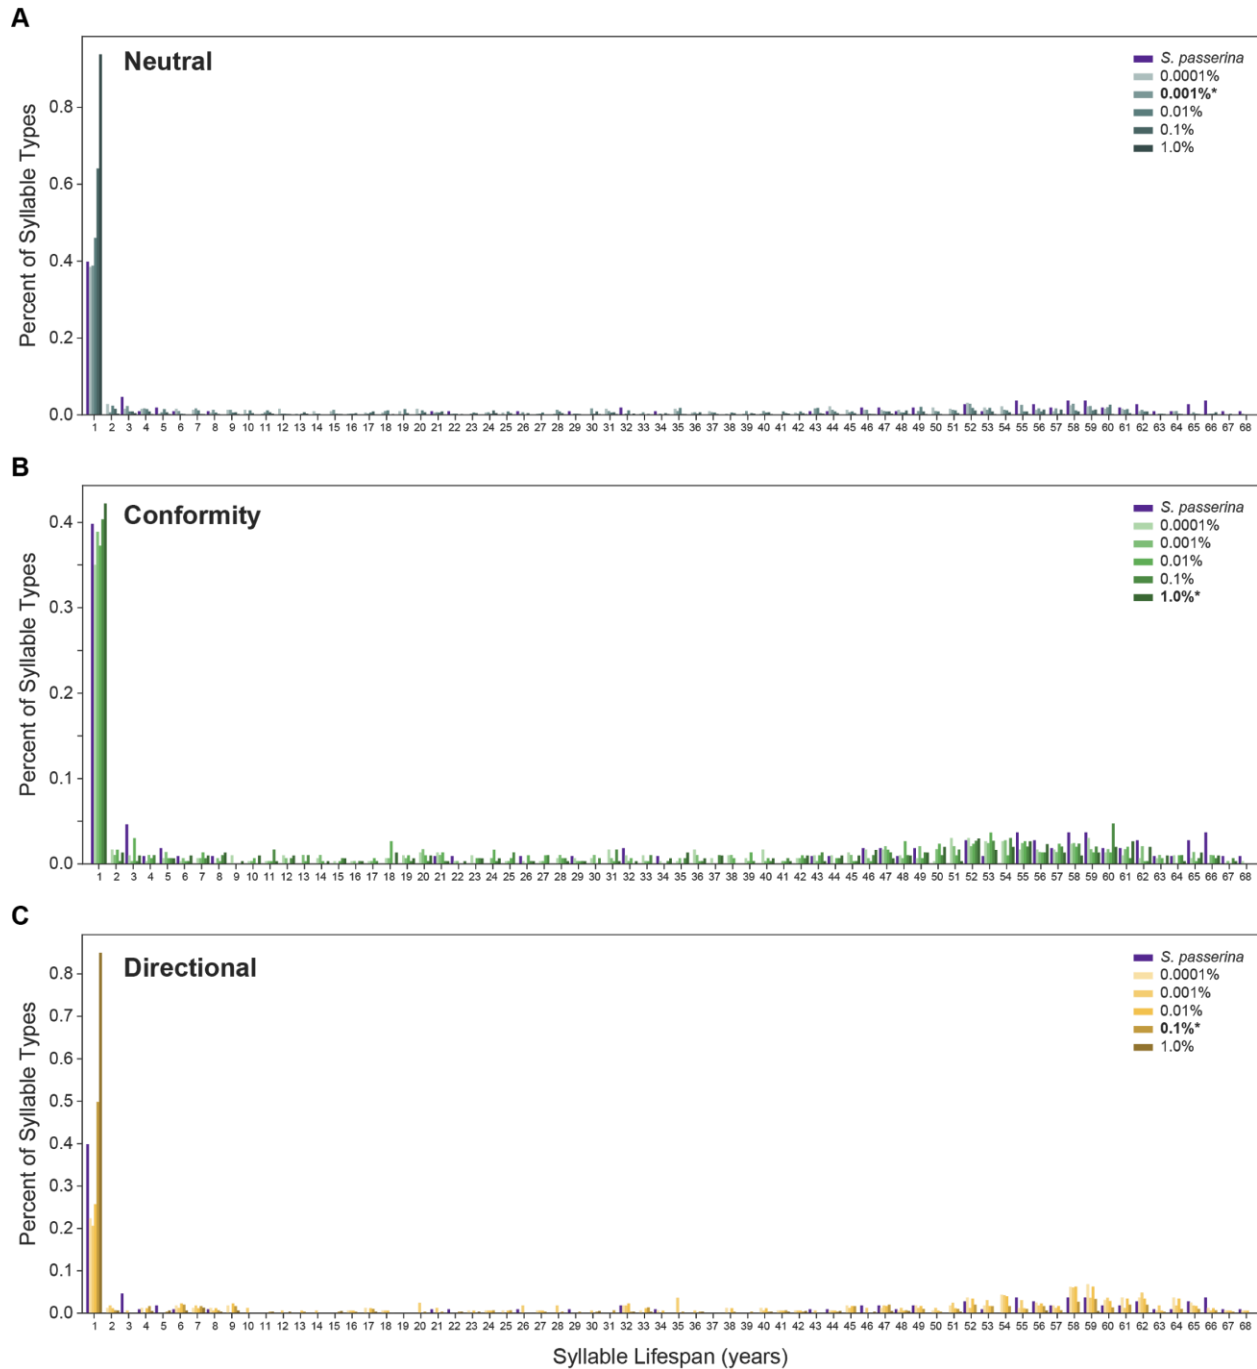 A
Neutral
Percent of Syllable Types
0.8
0.6
0.4
0.2
0.0
S. passerina
0.0001%
0.001%*
0.01%
0.1%
1.0%
1 2 3 4 5 6 7 8 9 10 11 12 13 14 15 16 17 18 19 20 21 22 23 24 25 26 27 28 29 30 31 32 33 34 35 36 37 38 39 40 41 42 43 44 45 46 47 48 49 50 51 52 53 54 55 56 57 58 59 60 61 62 63 64 65 66 67 68
B
Conformity
Percent of Syllable Types
0.4
0.3
0.2
0.1
0.0
S. passerina
0.0001%
0.001%
0.01%
0.1%
1.0%*
1 2 3 4 5 6 7 8 9 10 11 12 13 14 15 16 17 18 19 20 21 22 23 24 25 26 27 28 29 30 31 32 33 34 35 36 37 38 39 40 41 42 43 44 45 46 47 48 49 50 51 52 53 54 55 56 57 58 59 60 61 62 63 64 65 66 67 68
C
Directional
Percent of Syllable Types
0.8
0.7
0.6
0.5
0.4
0.3
0.2
0.1
0.0
S. passerina
0.0001%
0.001%
0.01%
0.1%*
1.0%
1 2 3 4 5 6 7 8 9 10 11 12 13 14 15 16 17 18 19 20 21 22 23 24 25 26 27 28 29 30 31 32 33 34 35 36 37 38 39 40 41 42 43 44 45 46 47 48 49 50 51 52 53 54 55 56 57 58 59 60 61 62 63 64 65 66 67 68
Syllable Lifespan (years)